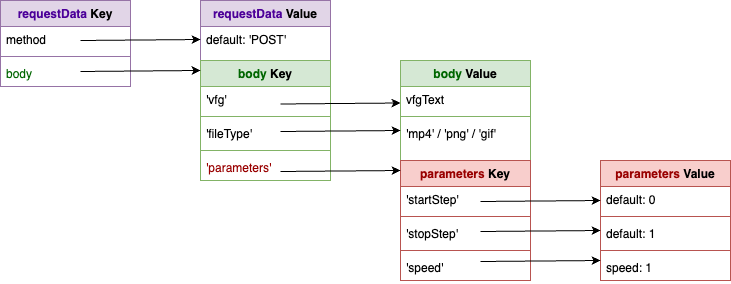 requestData Key
requestData Value
method
default: 'POST'
body
body Key
body Value
'vfg'
vfgText
'fileType'
'mp4' / 'png' / 'gif'
'parameters'
parameters Key
parameters Value
'startStep'
default: 0
'stopStep'
default: 1
'speed'
speed: 1